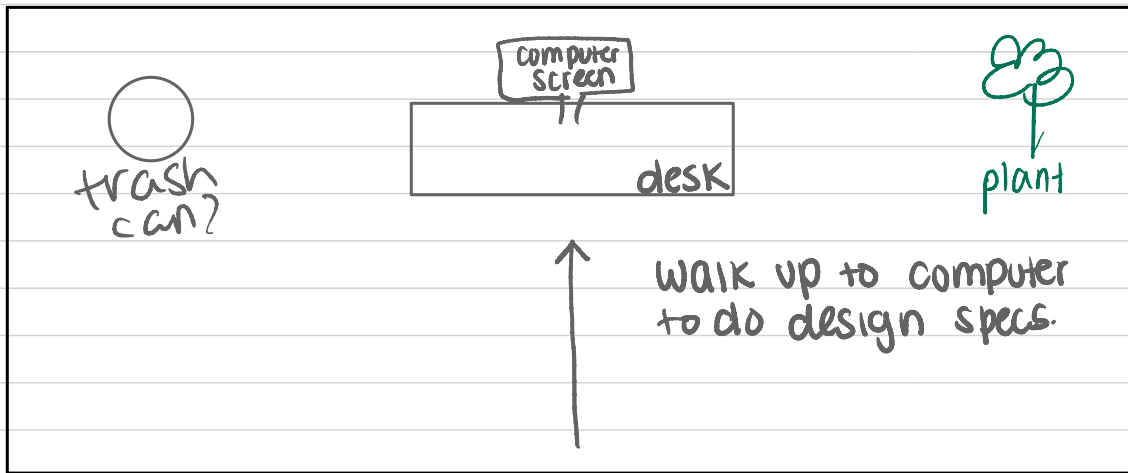 computer
screen
desk
trash
can?
plant
walk up to computer
to do design specs.